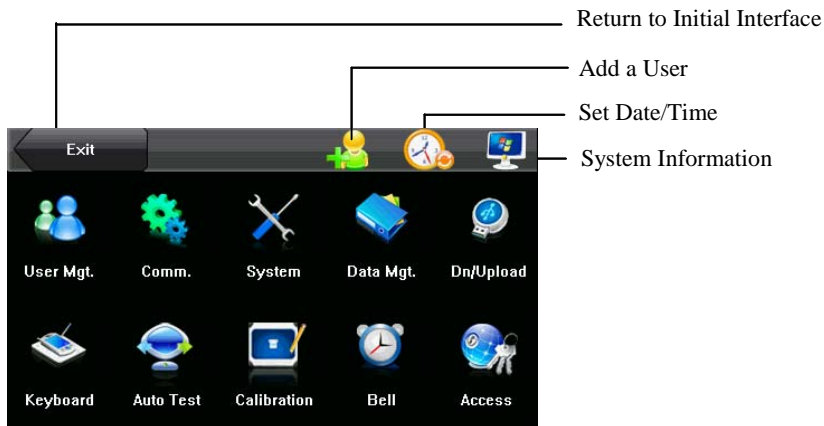 Return to Initial Interface
Add a User
Set Date/Time
Exit
System Information
User Mgt. Comm. System Data Mgt. Dn/Upload
Keyboard Auto Test Calibration Bell Access